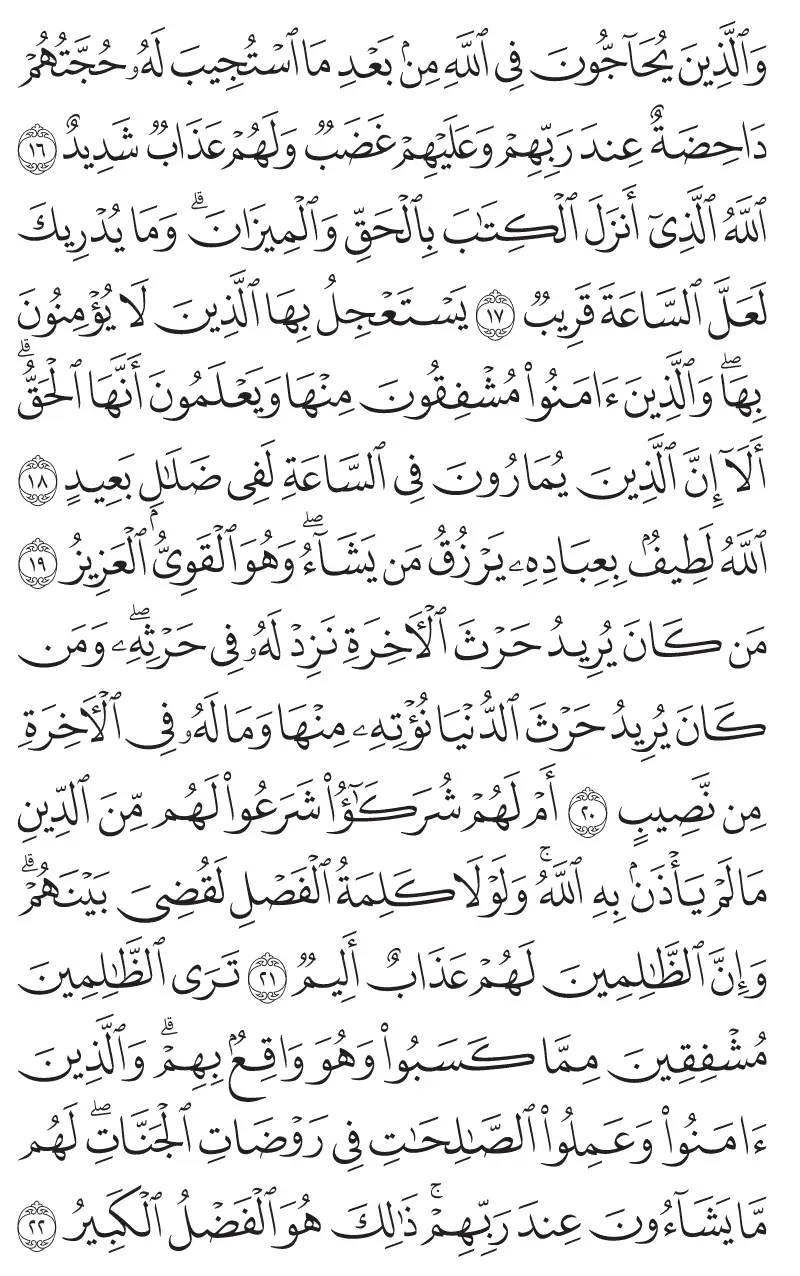 وَٱلَّذِينَ يُحَآجُّونَ فِى ٱللَّهِ مِنۢ بَعْدِ مَا ٱسْتُجِيبَ لَهُۥ حُجَّتُهُمْ
دَاحِضَةٌ عِندَ رَبِّهِمْ وَعَلَيْهِمْ غَضَبٌ وَلَهُمْ عَذَابٌ شَدِيدٌ ١٦
ٱللَّهُ ٱلَّذِىٓ أَنزَلَ ٱلْكِتَٰبَ بِٱلْحَقِّ وَٱلْمِيزَانَ ۗ وَمَا يُدْرِيكَ
لَعَلَّ ٱلسَّاعَةَ قَرِيبٌ ١٧ يَسْتَعْجِلُ بِهَا ٱلَّذِينَ لَا يُؤْمِنُونَ
بِهَا ۖ وَٱلَّذِينَ ءَامَنُوا۟ مُشْفِقُونَ مِنْهَا وَيَعْلَمُونَ أَنَّهَا ٱلْحَقُّ ۗ
أَلَآ إِنَّ ٱلَّذِينَ يُمَارُونَ فِى ٱلسَّاعَةِ لَفِى ضَلَٰلٍۭ بَعِيدٍ ١٨
ٱللَّهُ لَطِيفٌۢ بِعِبَادِهِۦ يَرْزُقُ مَن يَشَآءُ ۖ وَهُوَ ٱلْقَوِىُّ ٱلْعَزِيزُ ١٩
مَن كَانَ يُرِيدُ حَرْثَ ٱلْءَاخِرَةِ نَزِدْ لَهُۥ فِى حَرْثِهِۦ ۖ وَمَن
كَانَ يُرِيدُ حَرْثَ ٱلدُّنْيَا نُؤْتِهِۦ مِنْهَا وَمَا لَهُۥ فِى ٱلْءَاخِرَةِ
مِن نَّصِيبٍ ٢٠ أَمْ لَهُمْ شُرَكَٰٓؤُا۟ شَرَعُوا۟ لَهُم مِّنَ ٱلدِّينِ
مَا لَمْ يَأْذَنۢ بِهِ ٱللَّهُ ۚ وَلَوْلَا كَلِمَةُ ٱلْفَصْلِ لَقُضِىَ بَيْنَهُمْ ۗ
وَإِنَّ ٱلظَّٰلِمِينَ لَهُمْ عَذَابٌ أَلِيمٌ ٢١ تَرَى ٱلظَّٰلِمِينَ
مُشْفِقِينَ مِمَّا كَسَبُوا۟ وَهُوَ وَاقِعٌۢ بِهِمْ ۗ وَٱلَّذِينَ
ءَامَنُوا۟ وَعَمِلُوا۟ ٱلصَّٰلِحَٰتِ فِى رَوْضَاتِ ٱلْجَنَّاتِ ۖ لَهُم
مَّا يَشَآءُونَ عِندَ رَبِّهِمْ ۚ ذَٰلِكَ هُوَ ٱلْفَضْلُ ٱلْكَبِيرُ ٢٢